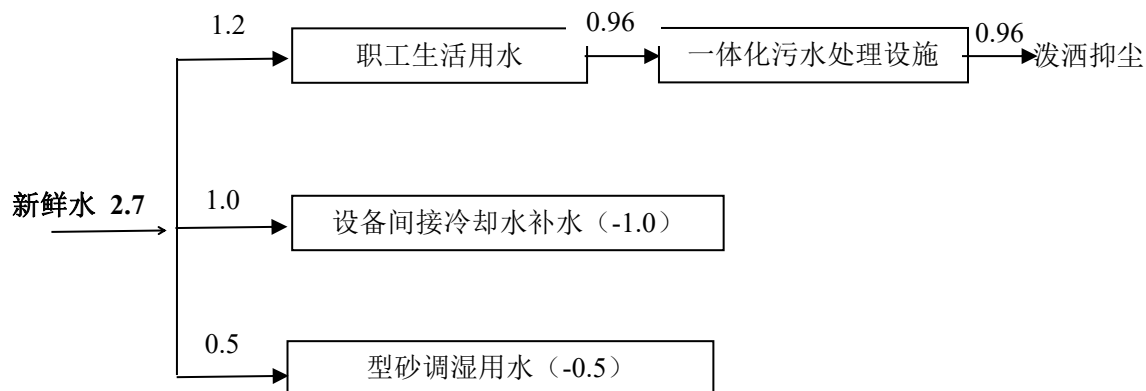 1.2
职工生活用水
0.96
一体化污水处理设施
0.96
泼洒抑尘
新鲜水 2.7
1.0
设备间接冷却水补水（-1.0）
0.5
型砂调湿用水（-0.5）